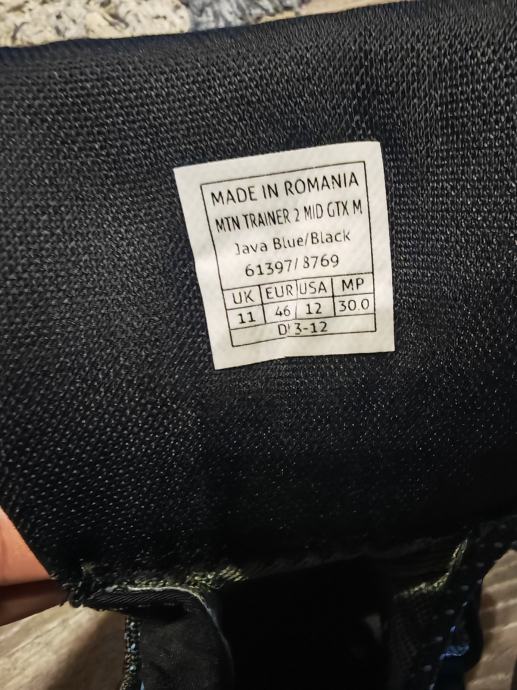 MADE IN ROMANIA
MTN TRAINER 2 MID GTX M
Java Blue/Black
61397/8769
UK EUR USA MP
11 46 12 30.0
3-12